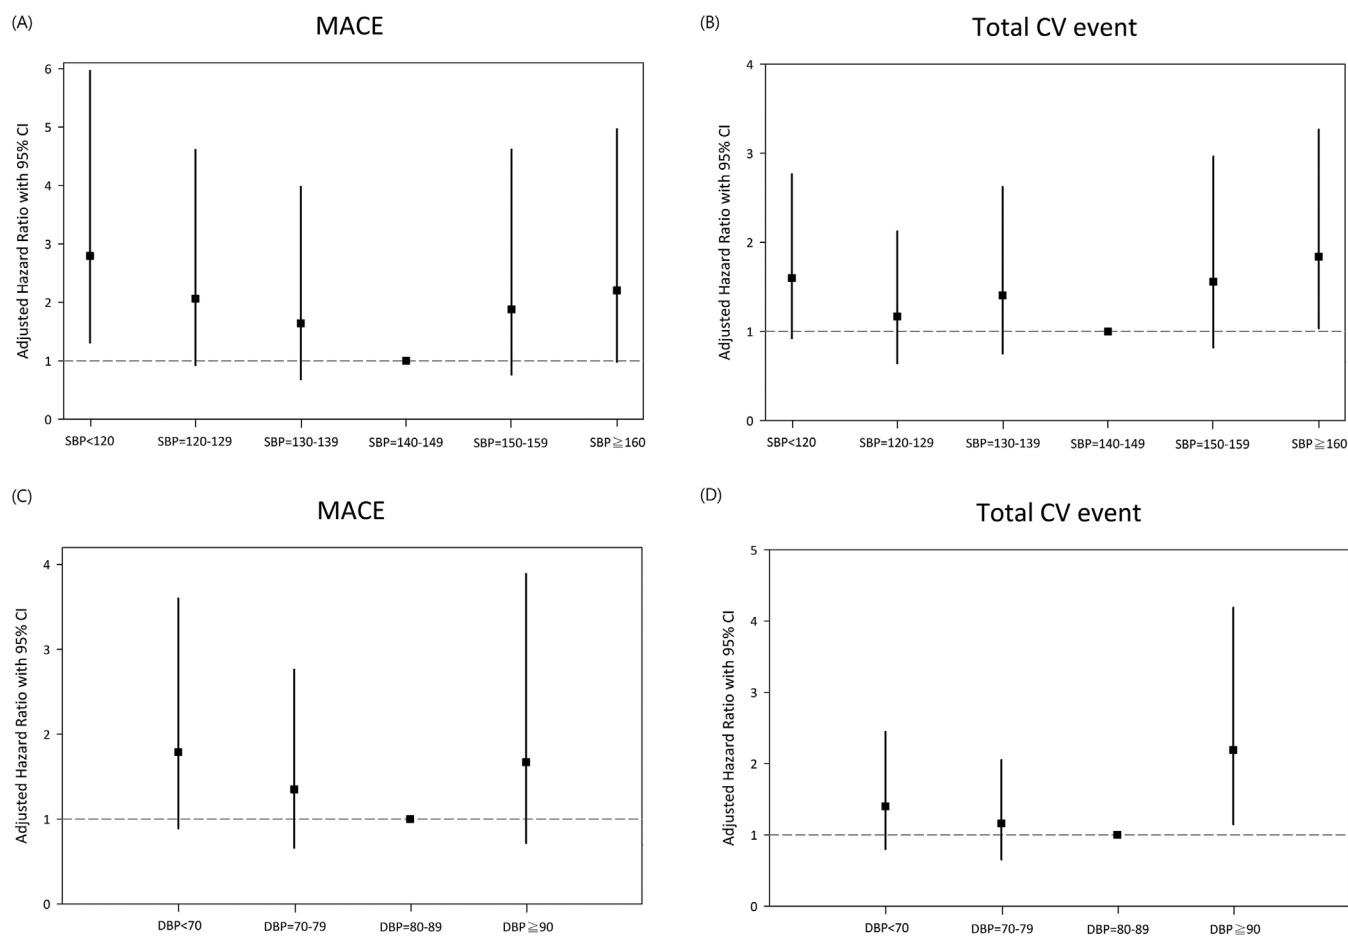 (A)
MACE
Adjusted Hazard Ratio with 95% CI
6
5
4
3
2
1
0
SBP<120 SBP=120-129 SBP=130-139 SBP=140-149 SBP=150-159 SBP≧160
(B)
Total CV event
Adjusted Hazard Ratio with 95% CI
4
3
2
1
0
SBP<120 SBP=120-129 SBP=130-139 SBP=140-149 SBP=150-159 SBP≧160
(C)
MACE
Adjusted Hazard Ratio with 95% CI
4
3
2
1
0
DBP<70 DBP=70-79 DBP=80-89 DBP≧90
(D)
Total CV event
Adjusted Hazard Ratio with 95% CI
5
4
3
2
1
0
DBP<70 DBP=70-79 DBP=80-89 DBP≧90